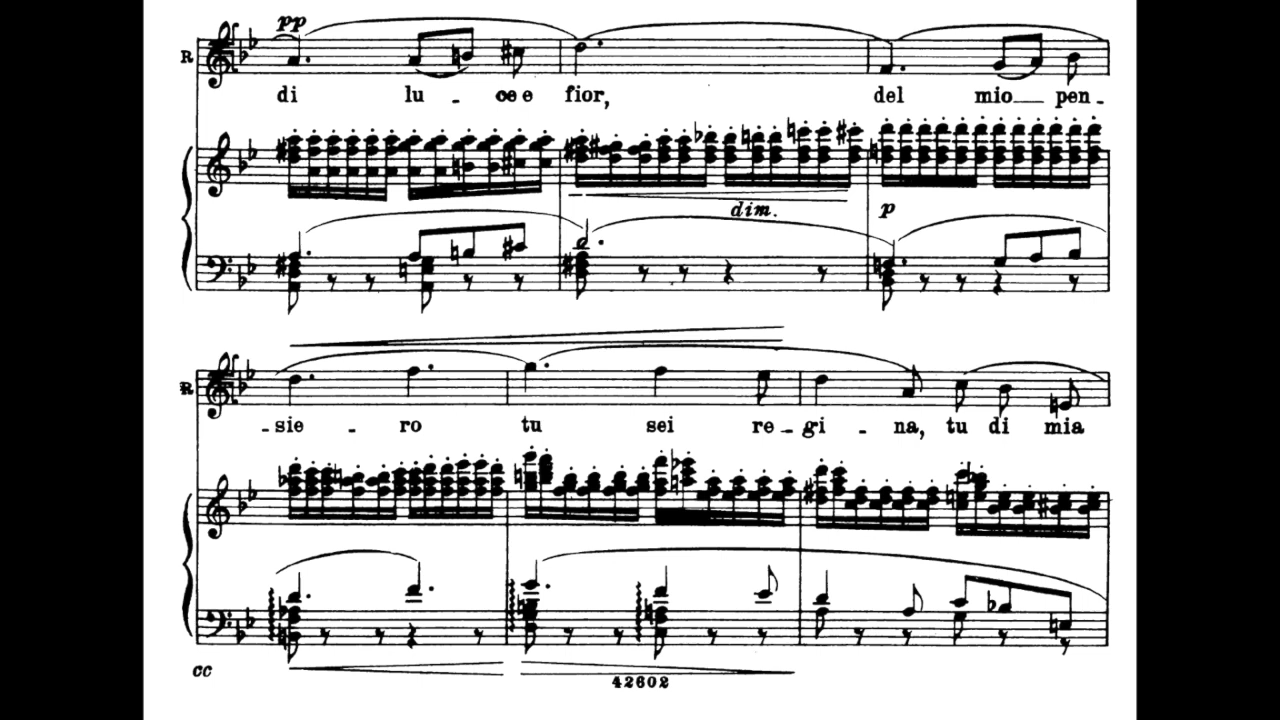 pp
R
di lu - ce e fior, del mio pen -
dim. p
R
- sie - ro tu sei re - gi - na, tu di mia
cc 42602